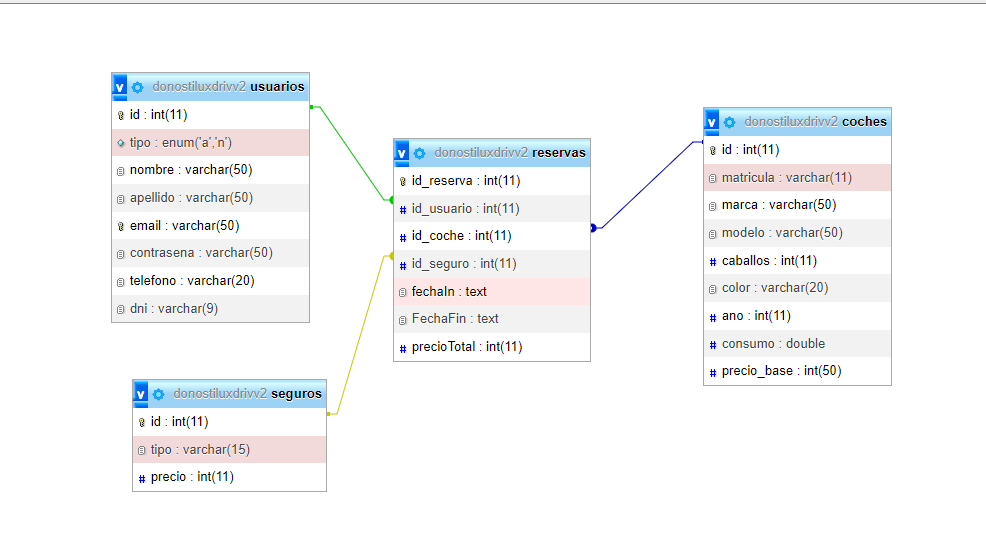 donostiluxdrivv2 usuarios
id : int(11)
tipo : enum('a','n')
nombre : varchar(50)
apellido : varchar(50)
email : varchar(50)
contrasena : varchar(50)
telefono : varchar(20)
dni : varchar(9)
donostiluxdrivv2 seguros
id : int(11)
tipo : varchar(15)
precio : int(11)
donostiluxdrivv2 reservas
id_reserva : int(11)
id_usuario : int(11)
id_coche : int(11)
id_seguro : int(11)
fechaIn : text
FechaFin : text
precioTotal : int(11)
donostiluxdrivv2 coches
id : int(11)
matricula : varchar(11)
marca : varchar(50)
modelo : varchar(50)
caballos : int(11)
color : varchar(20)
ano : int(11)
consumo : double
precio_base : int(50)